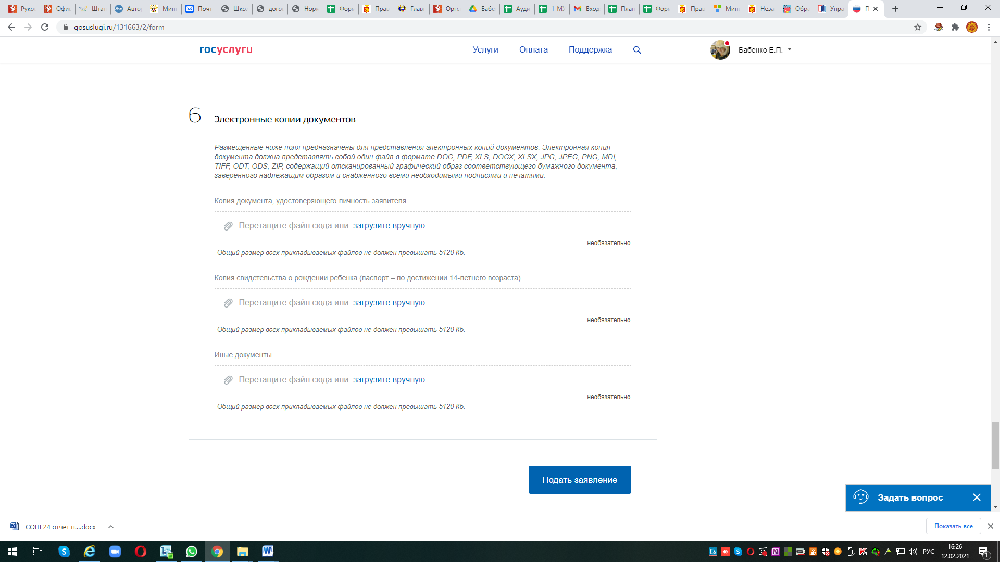 Руко
Офиц
Штат
Автор
Минг
Почт
Шко
дого
Норм
Форм
Прав
Главн
Оргс
Бабе
Ауди
1-МУ
Вход
План
Форм
Прав
Мин
Неза
Обра
Упра
П
gosuslugi.ru/131663/2/form
госуслуги
Услуги
Оплата
Поддержка
Бабенко Е.П.
6
Электронные копии документов
Размещенные ниже поля предназначены для представления электронных копий документов. Электронная копия
документа должна представлять собой один файл в формате DOC, PDF, XLS, DOCX, XLSX, JPG, JPEG, PNG, MDI,
TIFF, ODT, ODS, ZIP, содержащий отсканированный графический образ соответствующего бумажного документа,
заверенного надлежащим образом и снабженного всеми необходимыми подписями и печатями.
Копия документа, удостоверяющего личность заявителя
Перетащите файл сюда или загрузите вручную
необязательно
Общий размер всех прикладываемых файлов не должен превышать 5120 Кб.
Копия свидетельства о рождении ребенка (паспорт – по достижении 14-летнего возраста)
Перетащите файл сюда или загрузите вручную
необязательно
Общий размер всех прикладываемых файлов не должен превышать 5120 Кб.
Иные документы
Перетащите файл сюда или загрузите вручную
необязательно
Общий размер всех прикладываемых файлов не должен превышать 5120 Кб.
Подать заявление
Задать вопрос
СОШ 24 отчет п....docx
Показать все
РУС
16:26
12.02.2021
1